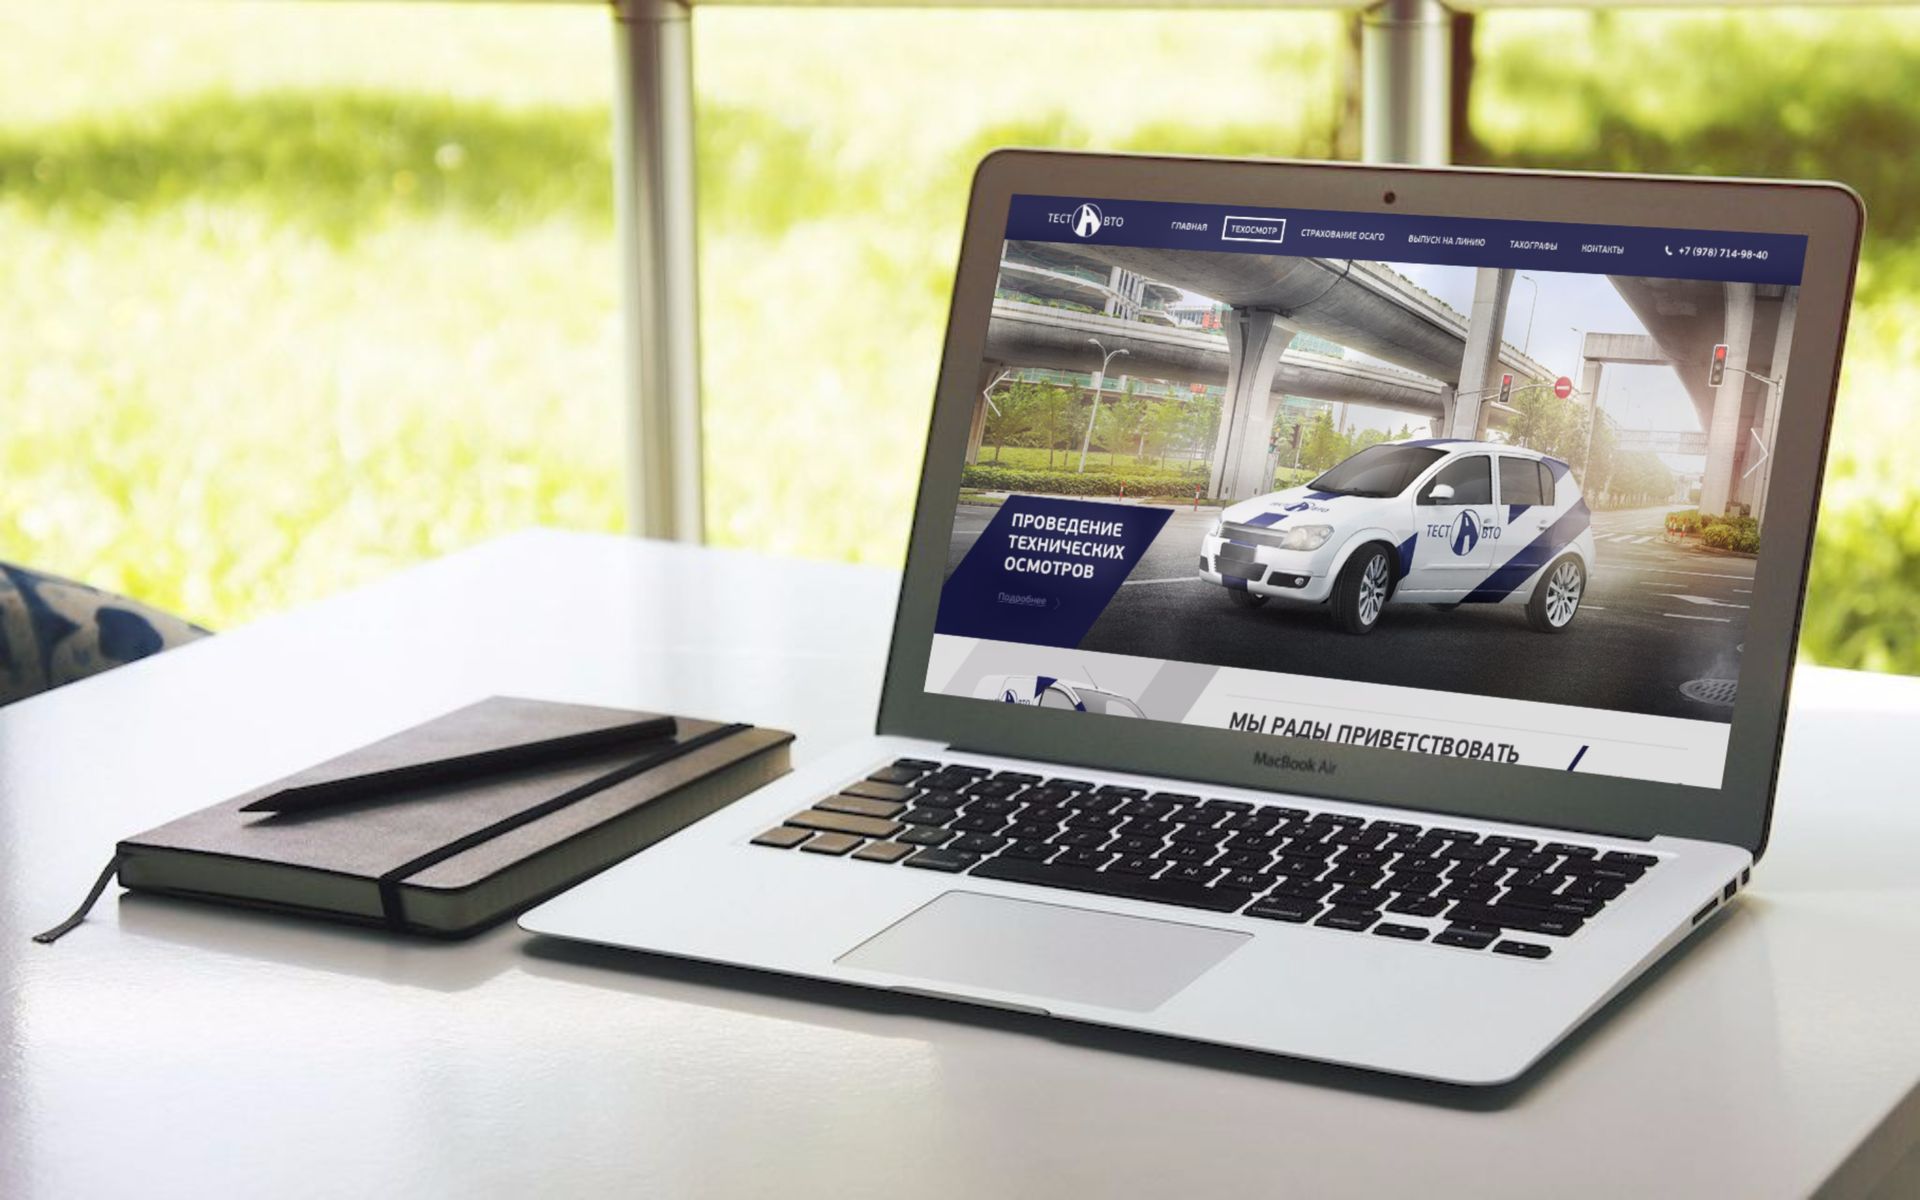 ТЕСТ АВТО
ГЛАВНАЯ
ТЕХОСМОТР
СТРАХОВАНИЕ ОСАГО
ВЫПУСК НА ЛИНИЮ
ТАХОГРАФЫ
КОНТАКТЫ
+7 (978) 714-98-40
ПРОВЕДЕНИЕ
ТЕХНИЧЕСКИХ
ОСМОТРОВ
Подробнее
ТЕСТ АВТО
МЫ РАДЫ ПРИВЕТСТВОВАТЬ
MacBook Air